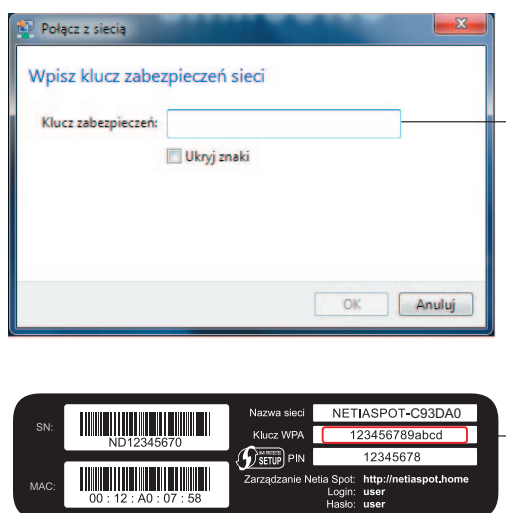 Połącz z siecią
Wpisz klucz zabezpieczeń sieci
Klucz zabezpieczeń:
Ukryj znaki
OK Anuluj
SN: ND12345670
MAC: 00 : 12 : A0 : 07 : 58
Nazwa sieci NETIASPOT-C93DA0
Klucz WPA 123456789abcd
SETUP PIN 12345678
Zarządzanie Netia Spot: http://netiaspot.home
Login: user
Hasło: user